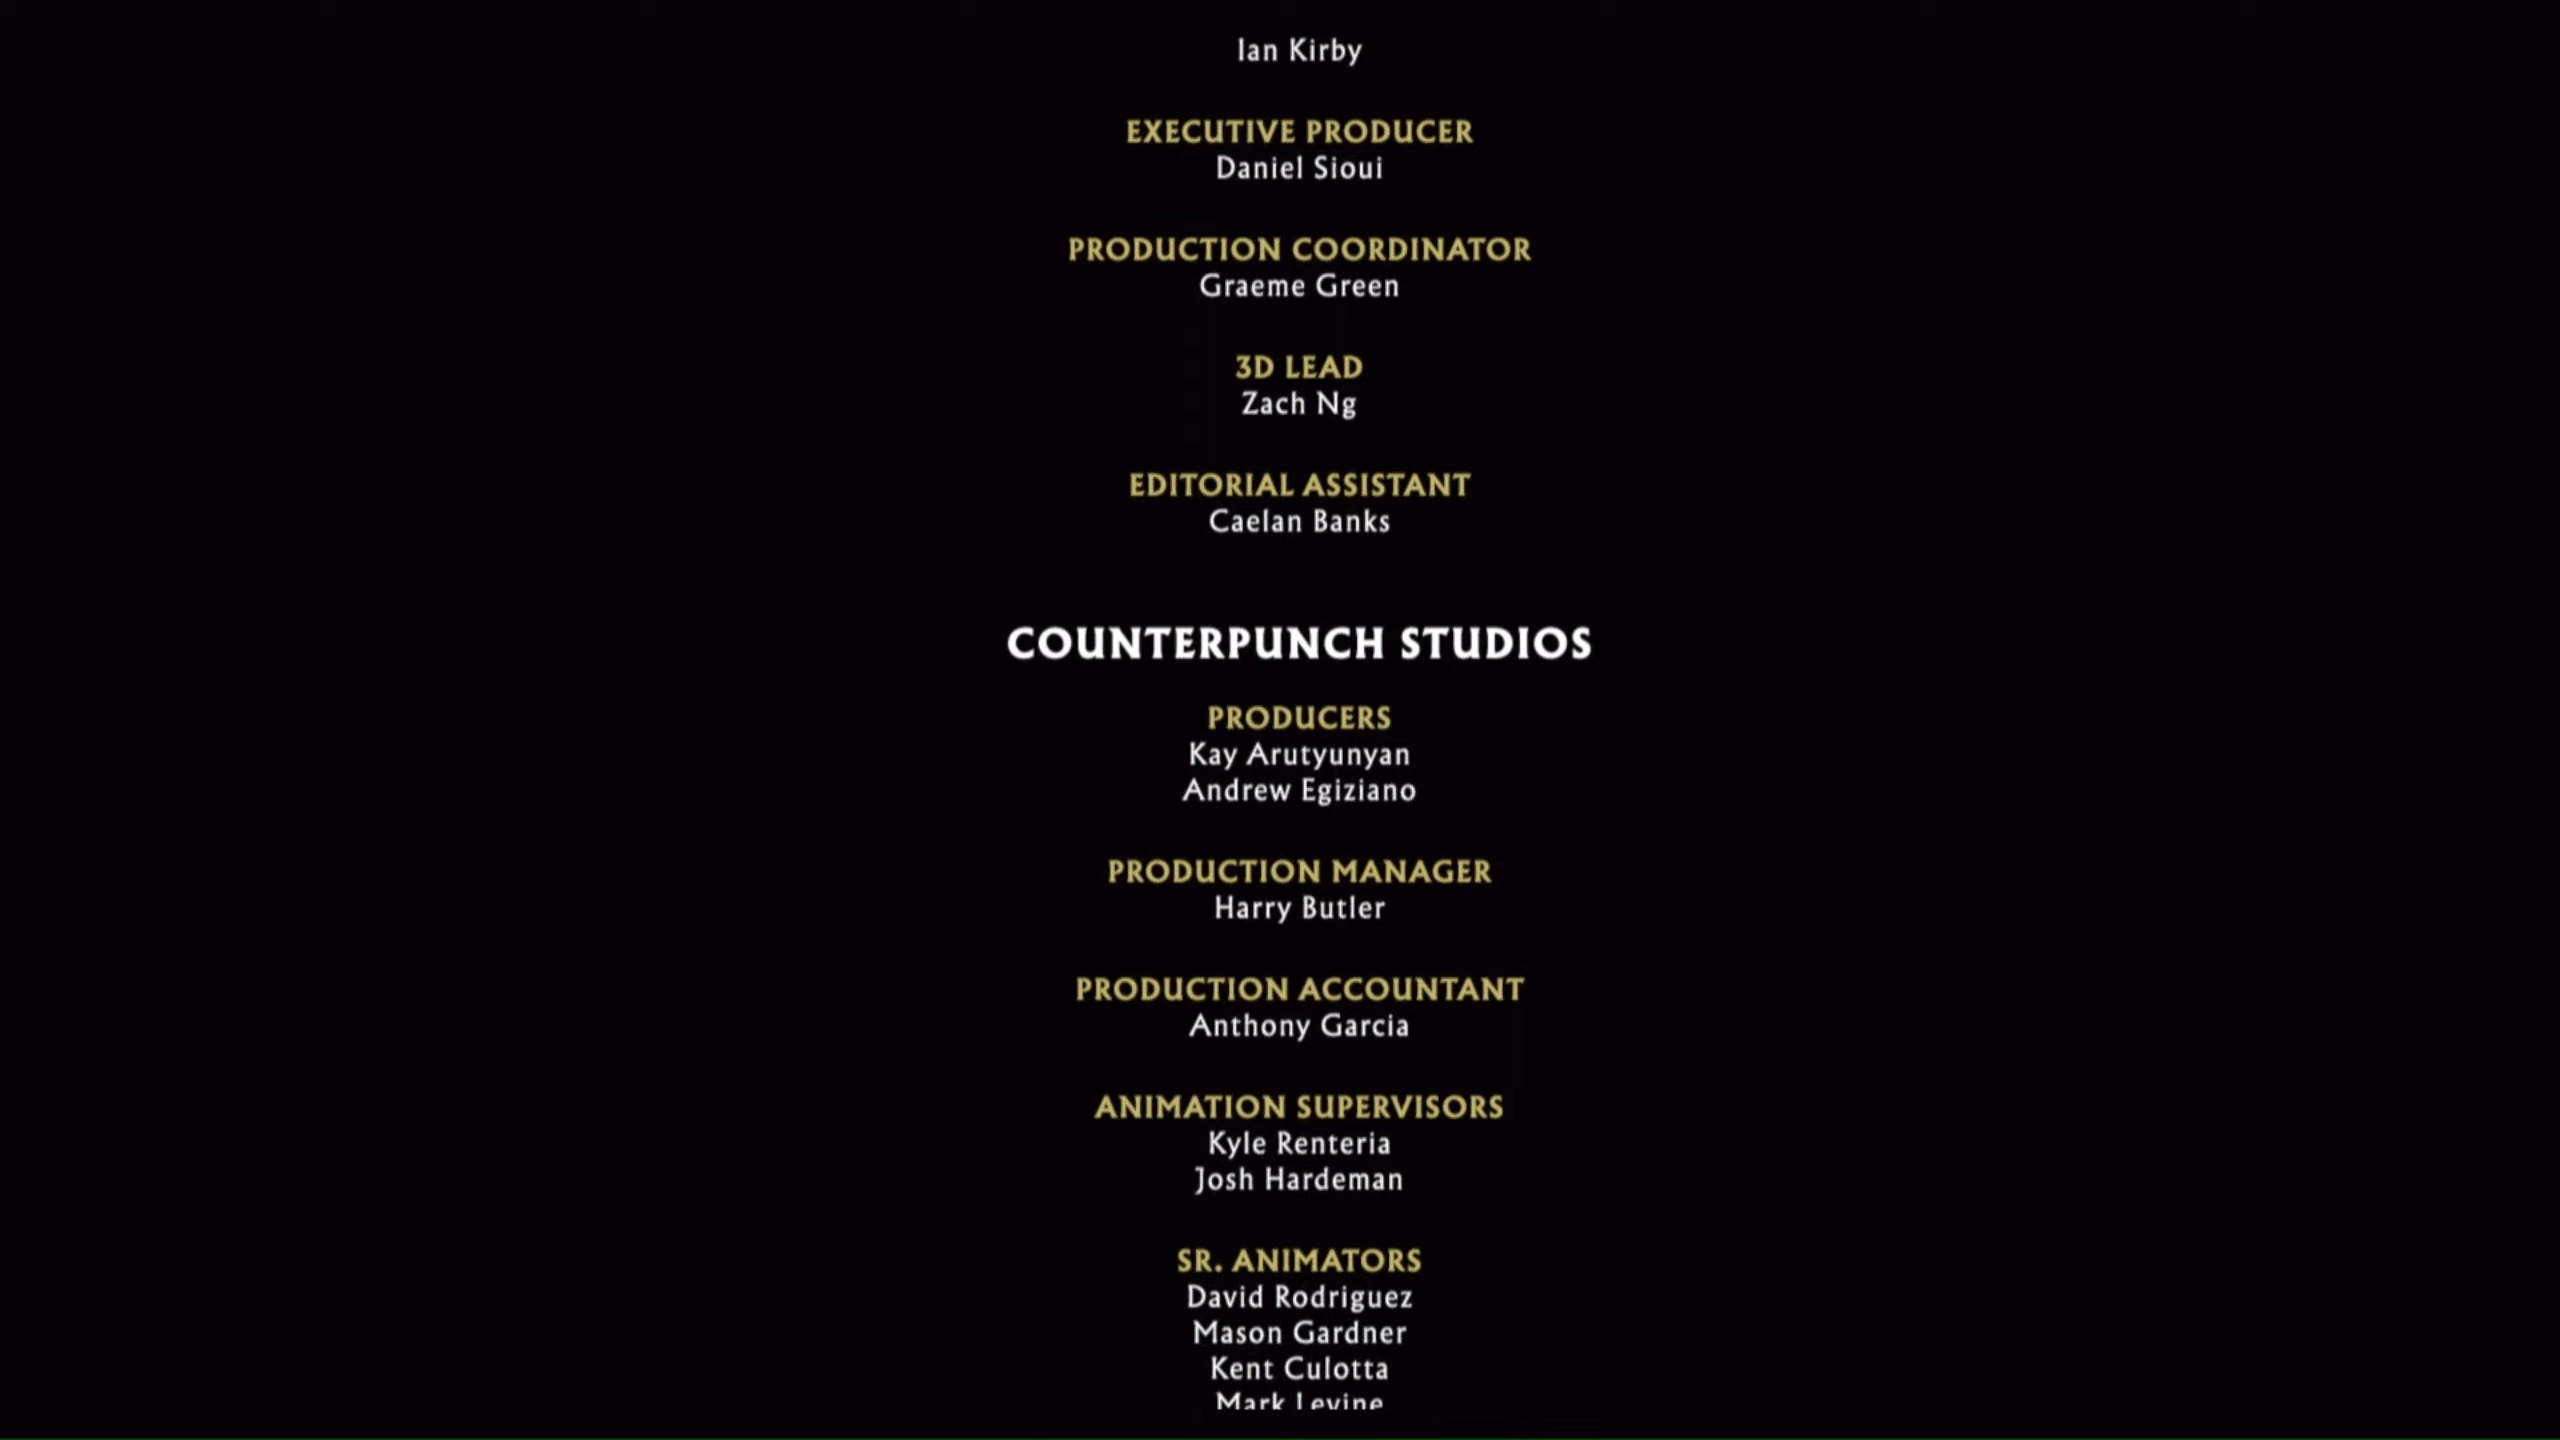 Ian Kirby
EXECUTIVE PRODUCER
Daniel Sioui
PRODUCTION COORDINATOR
Graeme Green
3D LEAD
Zach Ng
EDITORIAL ASSISTANT
Caelan Banks
COUNTERPUNCH STUDIOS
PRODUCERS
Kay Arutyunyan
Andrew Egiziano
PRODUCTION MANAGER
Harry Butler
PRODUCTION ACCOUNTANT
Anthony Garcia
ANIMATION SUPERVISORS
Kyle Renteria
Josh Hardeman
SR. ANIMATORS
David Rodriguez
Mason Gardner
Kent Culotta
Mark Levine